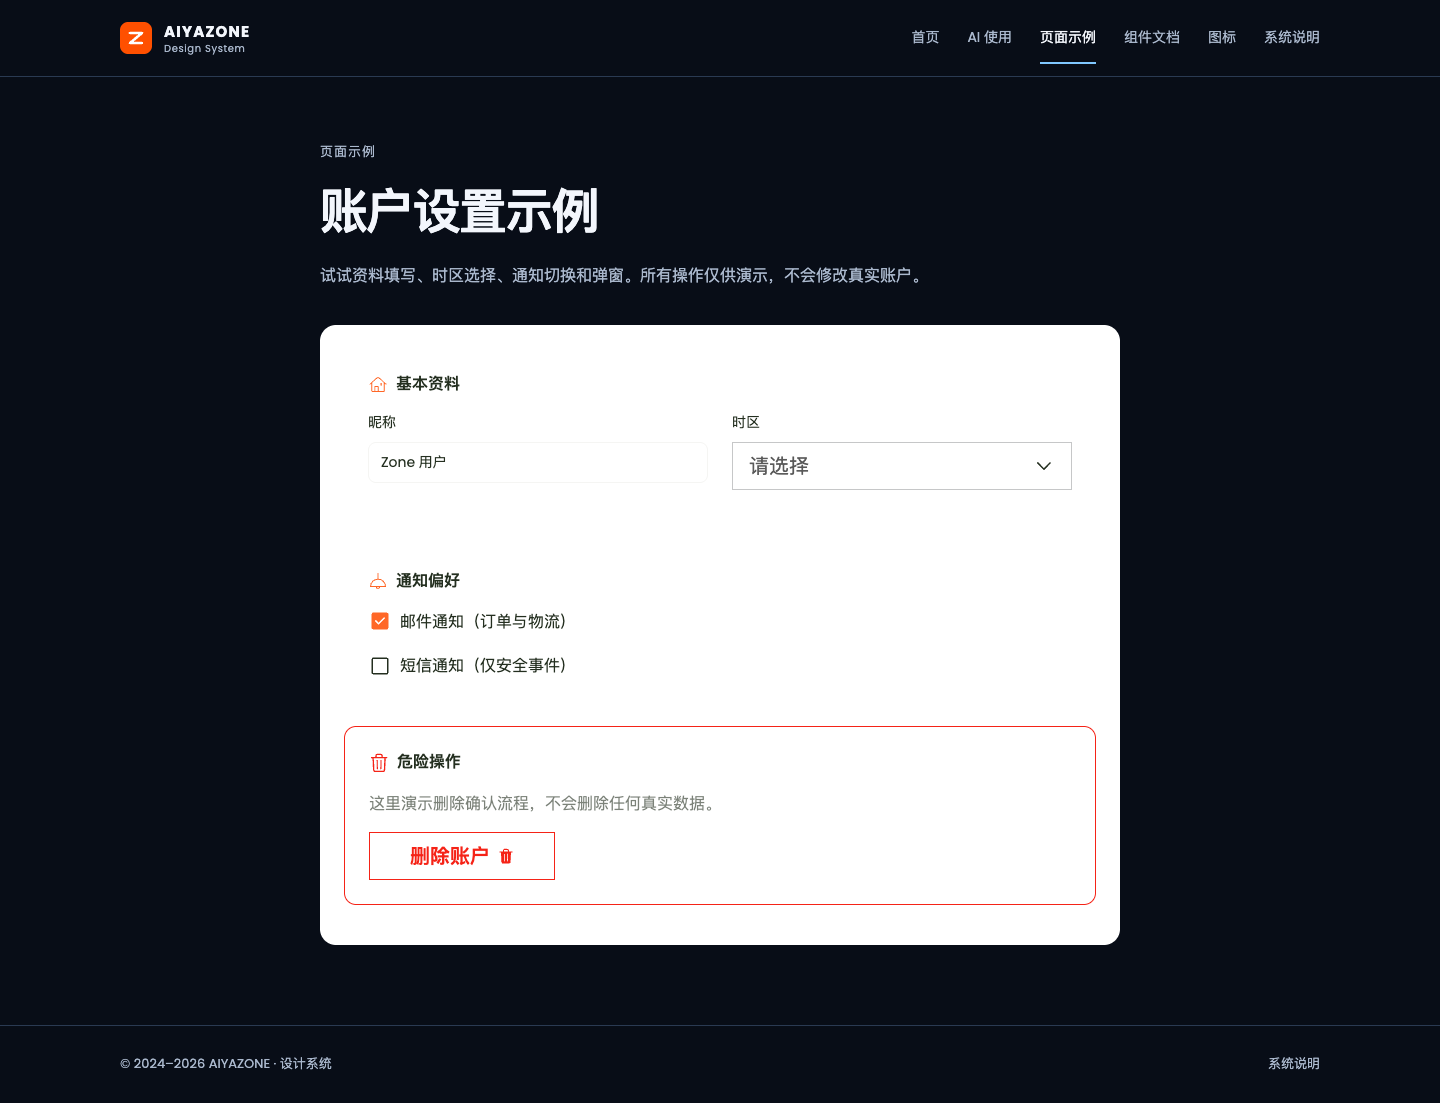 AIYAZONE
Design System
首页
AI 使用
页面示例
组件文档
图标
系统说明
页面示例
账户设置示例
试试资料填写、时区选择、通知切换和弹窗。所有操作仅供演示，不会修改真实账户。
基本资料
昵称
时区
Zone 用户
请选择
通知偏好
邮件通知（订单与物流）
短信通知（仅安全事件）
危险操作
这里演示删除确认流程，不会删除任何真实数据。
删除账户
© 2024–2026 AIYAZONE · 设计系统
系统说明